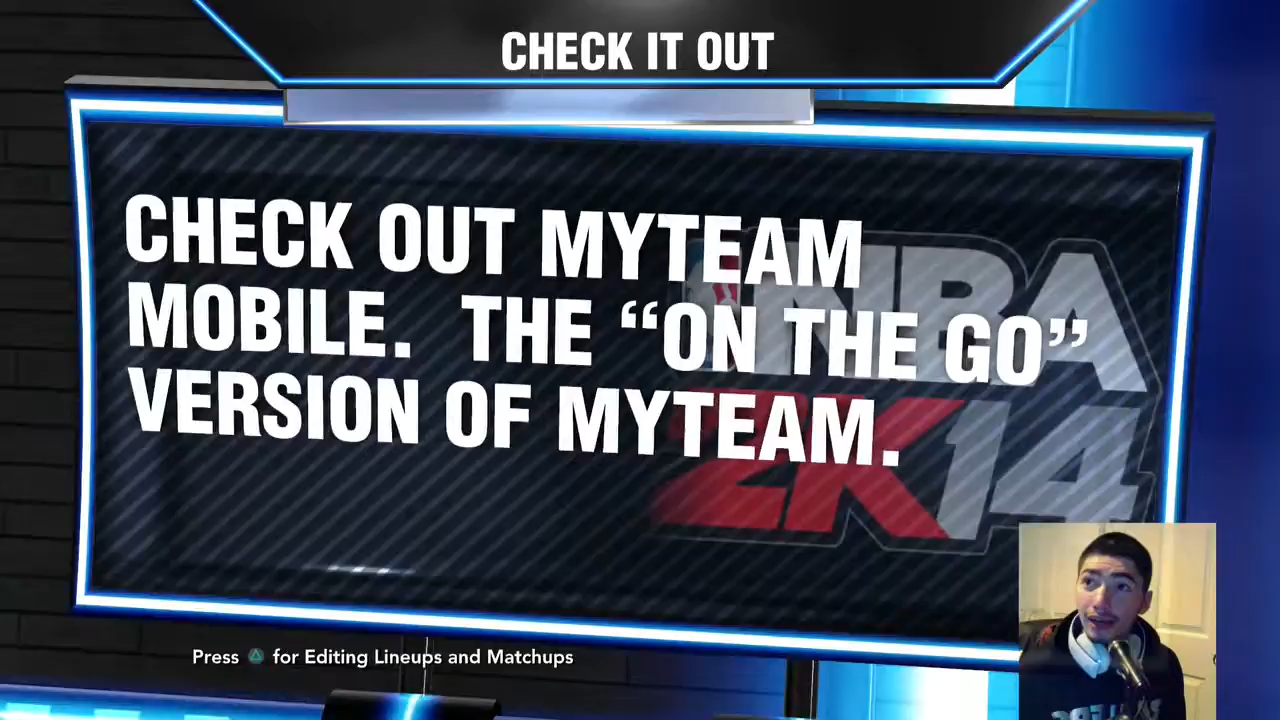 CHECK IT OUT
CHECK OUT MYTEAM
MOBILE. THE “ON THE GO”
VERSION OF MYTEAM.
NBA
2K14
Press for Editing Lineups and Matchups